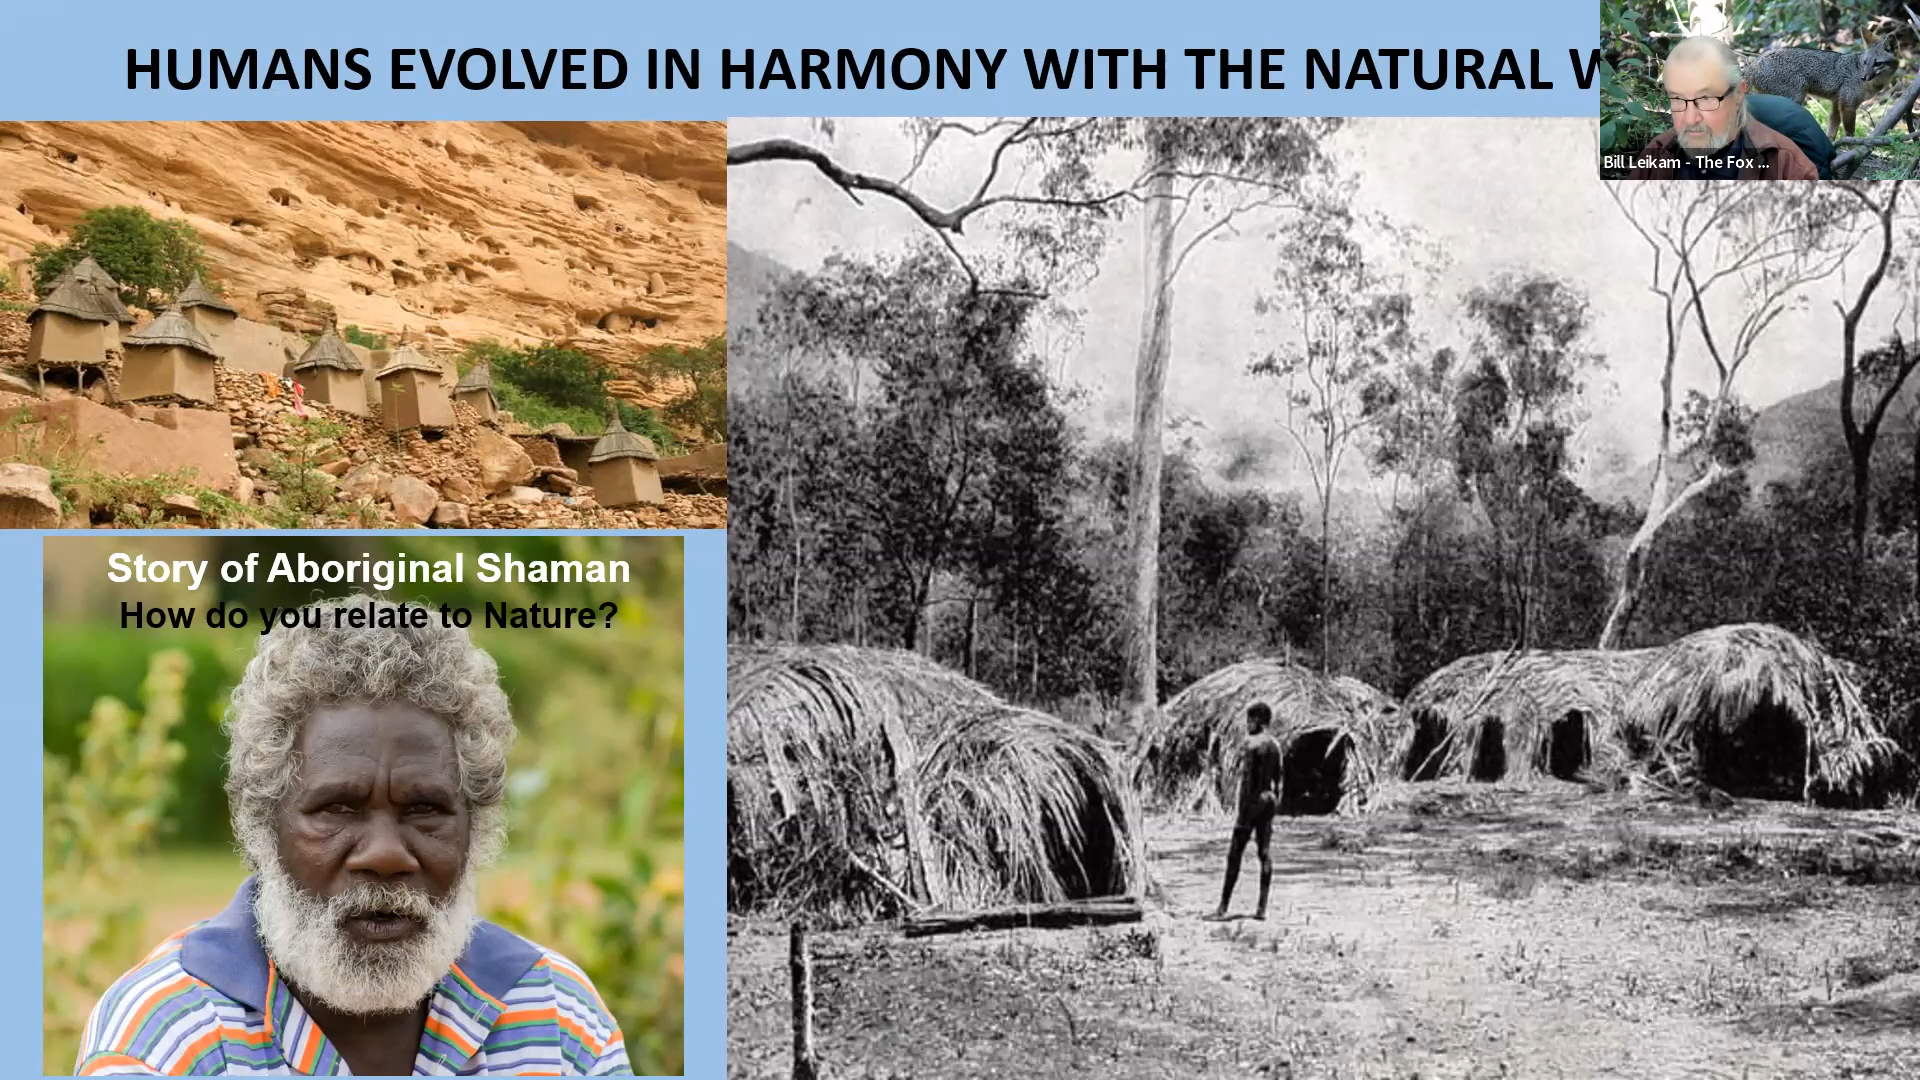 HUMANS EVOLVED IN HARMONY WITH THE NATURAL
Bill Leikam - The Fox ...
Story of Aboriginal Shaman
How do you relate to Nature?